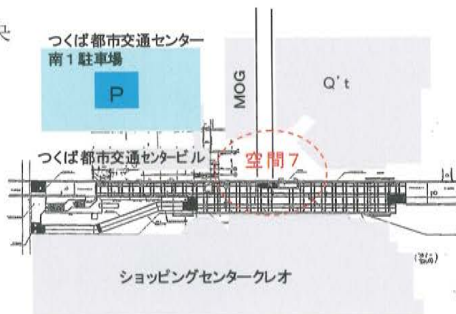 つくば都市交通センター
南1駐車場
P
MOG
Q't
つくば都市交通センタービル
空間7
ショッピングセンタークレオ